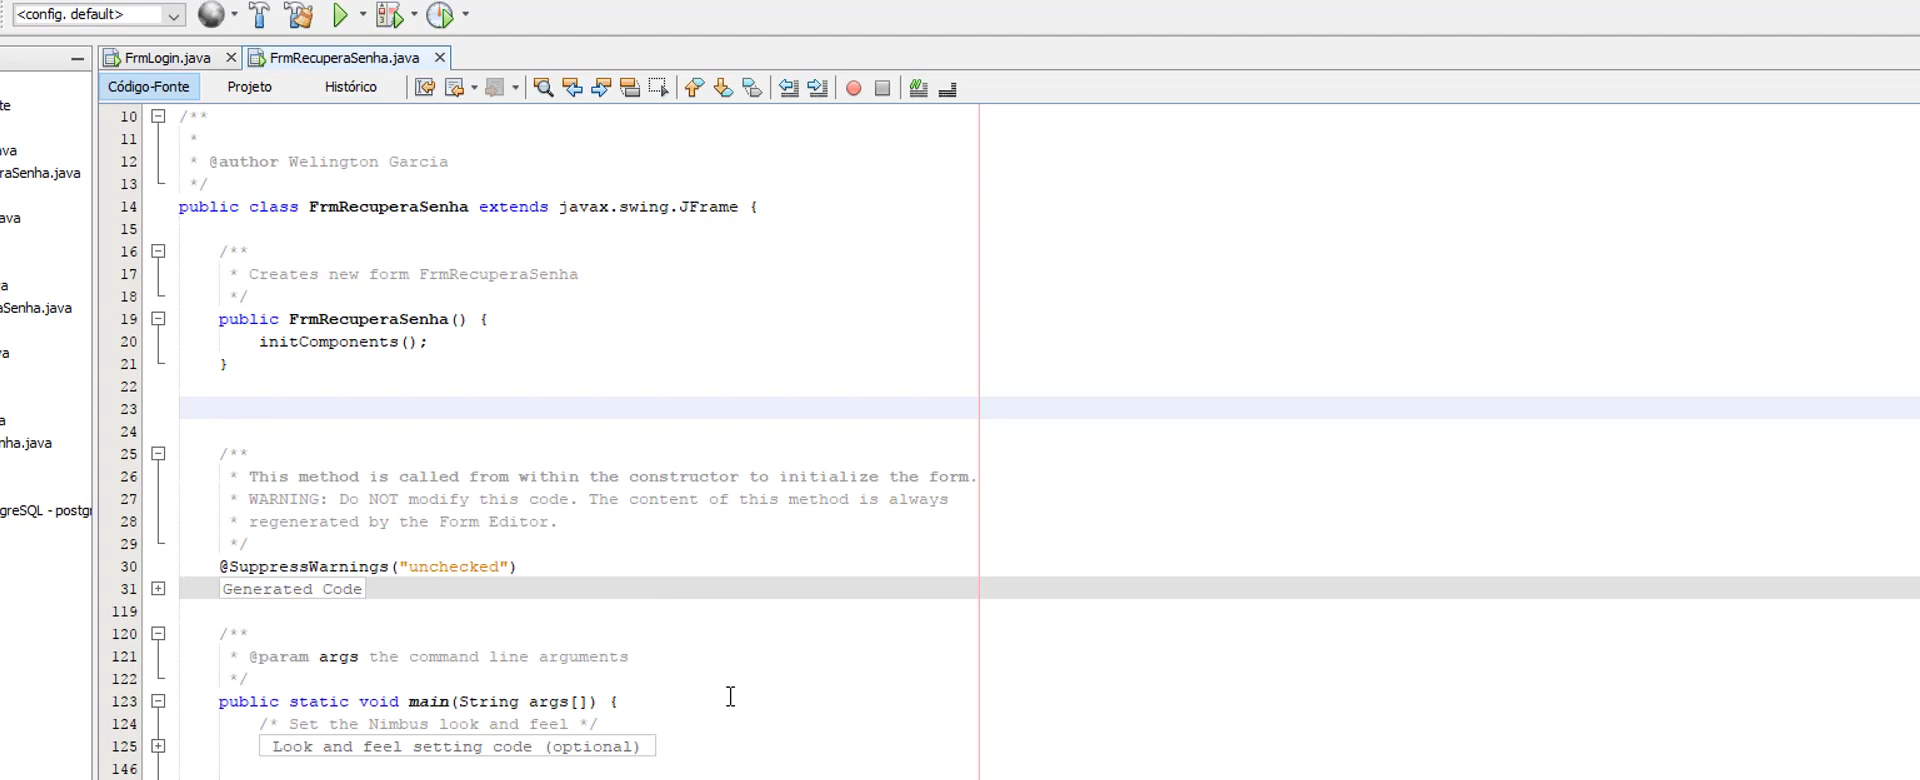 <config. default>
FrmLogin.java
FrmRecuperaSenha.java
Código-Fonte Projeto Histórico
te
ava
raSenha.java
ava
a
aSenha.java
a
a
nha.java
greSQL - postg
10 /**
11 *
12 * @author Welington Garcia
13 */
14 public class FrmRecuperaSenha extends javax.swing.JFrame {
15
16 /**
17 * Creates new form FrmRecuperaSenha
18 */
19 public FrmRecuperaSenha() {
20 initComponents();
21 }
22
23
24
25 /**
26 * This method is called from within the constructor to initialize the form.
27 * WARNING: Do NOT modify this code. The content of this method is always
28 * regenerated by the Form Editor.
29 */
30 @SuppressWarnings("unchecked")
31 Generated Code
119
120 /**
121 * @param args the command line arguments
122 */
123 public static void main(String args[]) {
124 /* Set the Nimbus look and feel */
125 Look and feel setting code (optional)
146